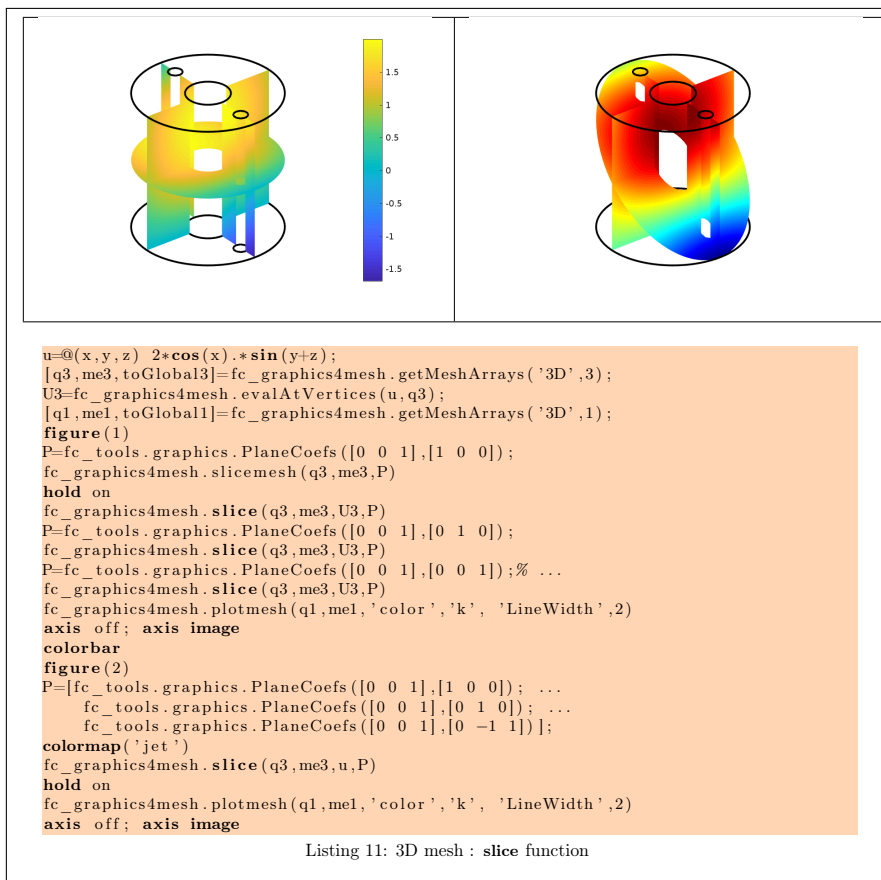 1.5
1
0.5
0
-0.5
-1
-1.5
u=@(x,y,z) 2*cos(x).*sin(y+z);
[q3,me3,toGlobal3]=fc_graphics4mesh.getMeshArrays('3D',3);
U3=fc_graphics4mesh.evalAtVertices(u,q3);
[q1,me1,toGlobal1]=fc_graphics4mesh.getMeshArrays('3D',1);
figure(1)
P=fc_tools.graphics.PlaneCoefs([0 0 1],[1 0 0]);
fc_graphics4mesh.slicemesh(q3,me3,P)
hold on
fc_graphics4mesh.slice(q3,me3,U3,P)
P=fc_tools.graphics.PlaneCoefs([0 0 1],[0 1 0]);
fc_graphics4mesh.slice(q3,me3,U3,P)
P=fc_tools.graphics.PlaneCoefs([0 0 1],[0 0 1]);% ...
fc_graphics4mesh.slice(q3,me3,U3,P)
fc_graphics4mesh.plotmesh(q1,me1,'color','k', 'LineWidth',2)
axis off; axis image
colorbar
figure(2)
P=[fc_tools.graphics.PlaneCoefs([0 0 1],[1 0 0]); ...
fc_tools.graphics.PlaneCoefs([0 0 1],[0 1 0]); ...
fc_tools.graphics.PlaneCoefs([0 0 1],[0 −1 1])];
colormap('jet')
fc_graphics4mesh.slice(q3,me3,u,P)
hold on
fc_graphics4mesh.plotmesh(q1,me1,'color','k', 'LineWidth',2)
axis off; axis image
Listing 11: 3D mesh : slice function